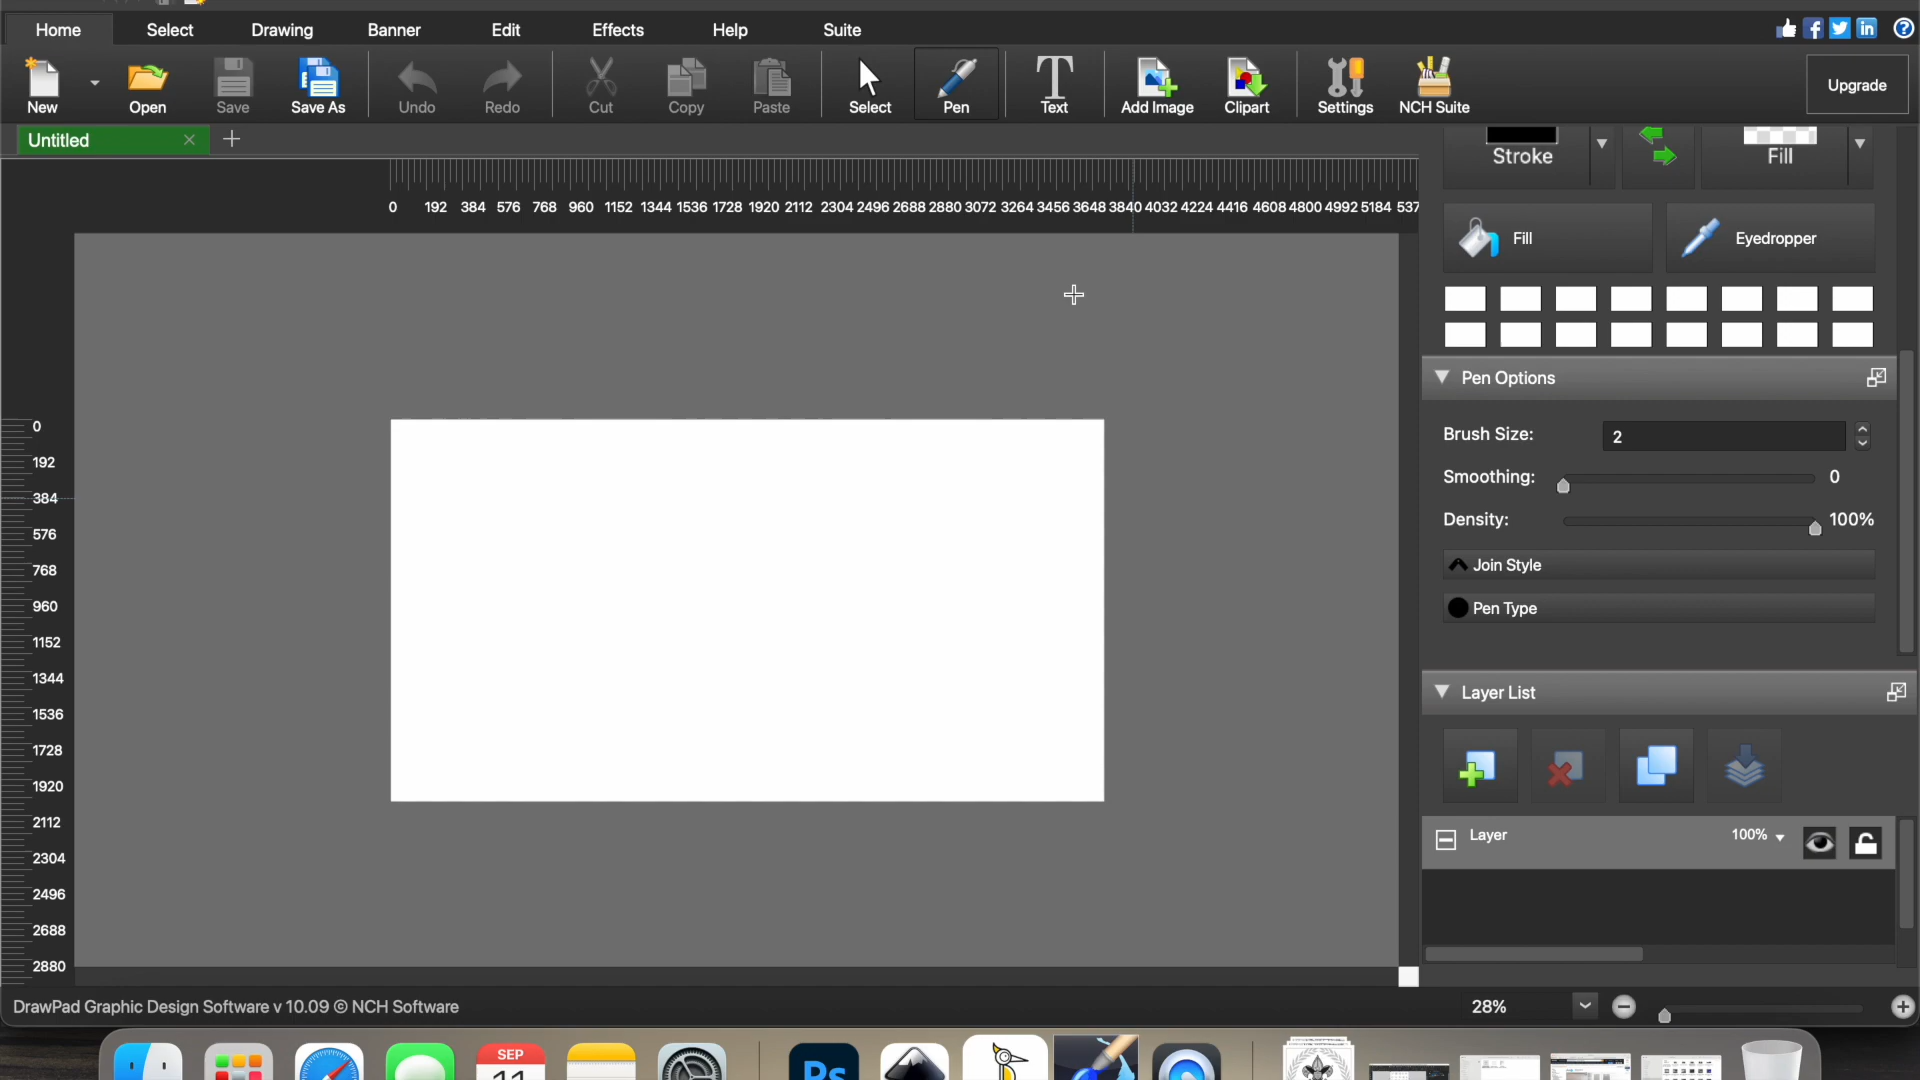 Home Select Drawing Banner Edit Effects Help Suite
New Open Save Save As Undo Redo Cut Copy Paste Select Pen Text Add Image Clipart Settings NCH Suite Upgrade
Untitled
Stroke Fill
0 192 384 576 768 960 1152 1344 1536 1728 1920 2112 2304 2496 2688 2880 3072 3264 3456 3648 3840 4032 4224 4416 4608 4800 4992 5184 537
Fill Eyedropper
Pen Options
Brush Size: 2
Smoothing: 0
Density: 100%
Join Style
Pen Type
Layer List
Layer 100%
0
192
384
576
768
960
1152
1344
1536
1728
1920
2112
2304
2496
2688
2880
DrawPad Graphic Design Software v 10.09 © NCH Software 28%
SEP
11
Ps